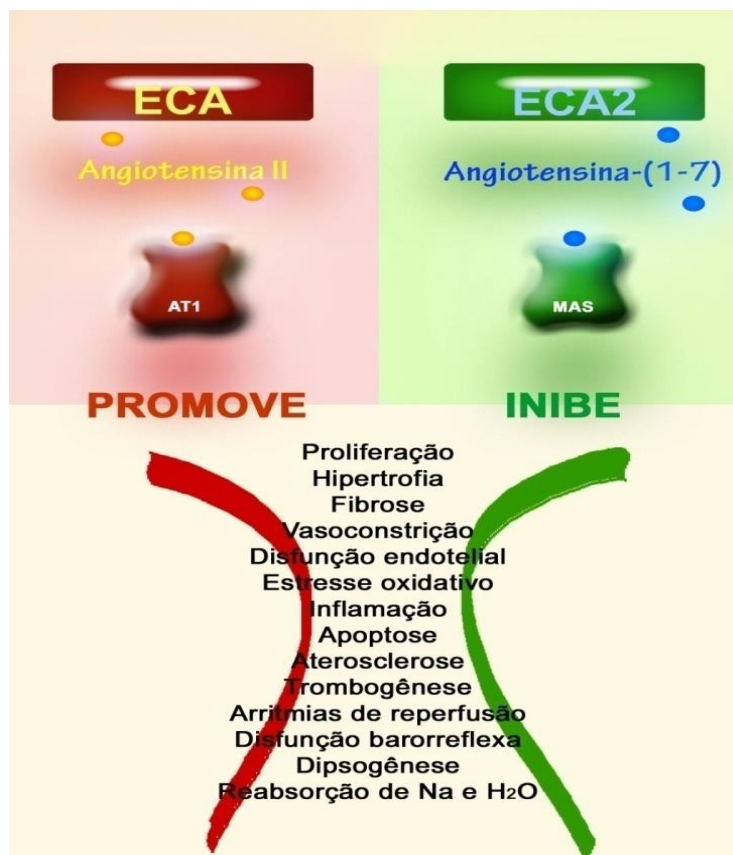 ECA
Angiotensina II
AT1
PROMOVE
ECA2
Angiotensina-(1-7)
MAS
INIBE
Proliferação
Hipertrofia
Fibrose
Vasoconstrição
Disfunção endotelial
Estresse oxidativo
Inflamação
Apoptose
Aterosclerose
Trombogênese
Arritmias de reperfusão
Disfunção barorreflexa
Dipsogênese
Reabsorção de Na e H₂O